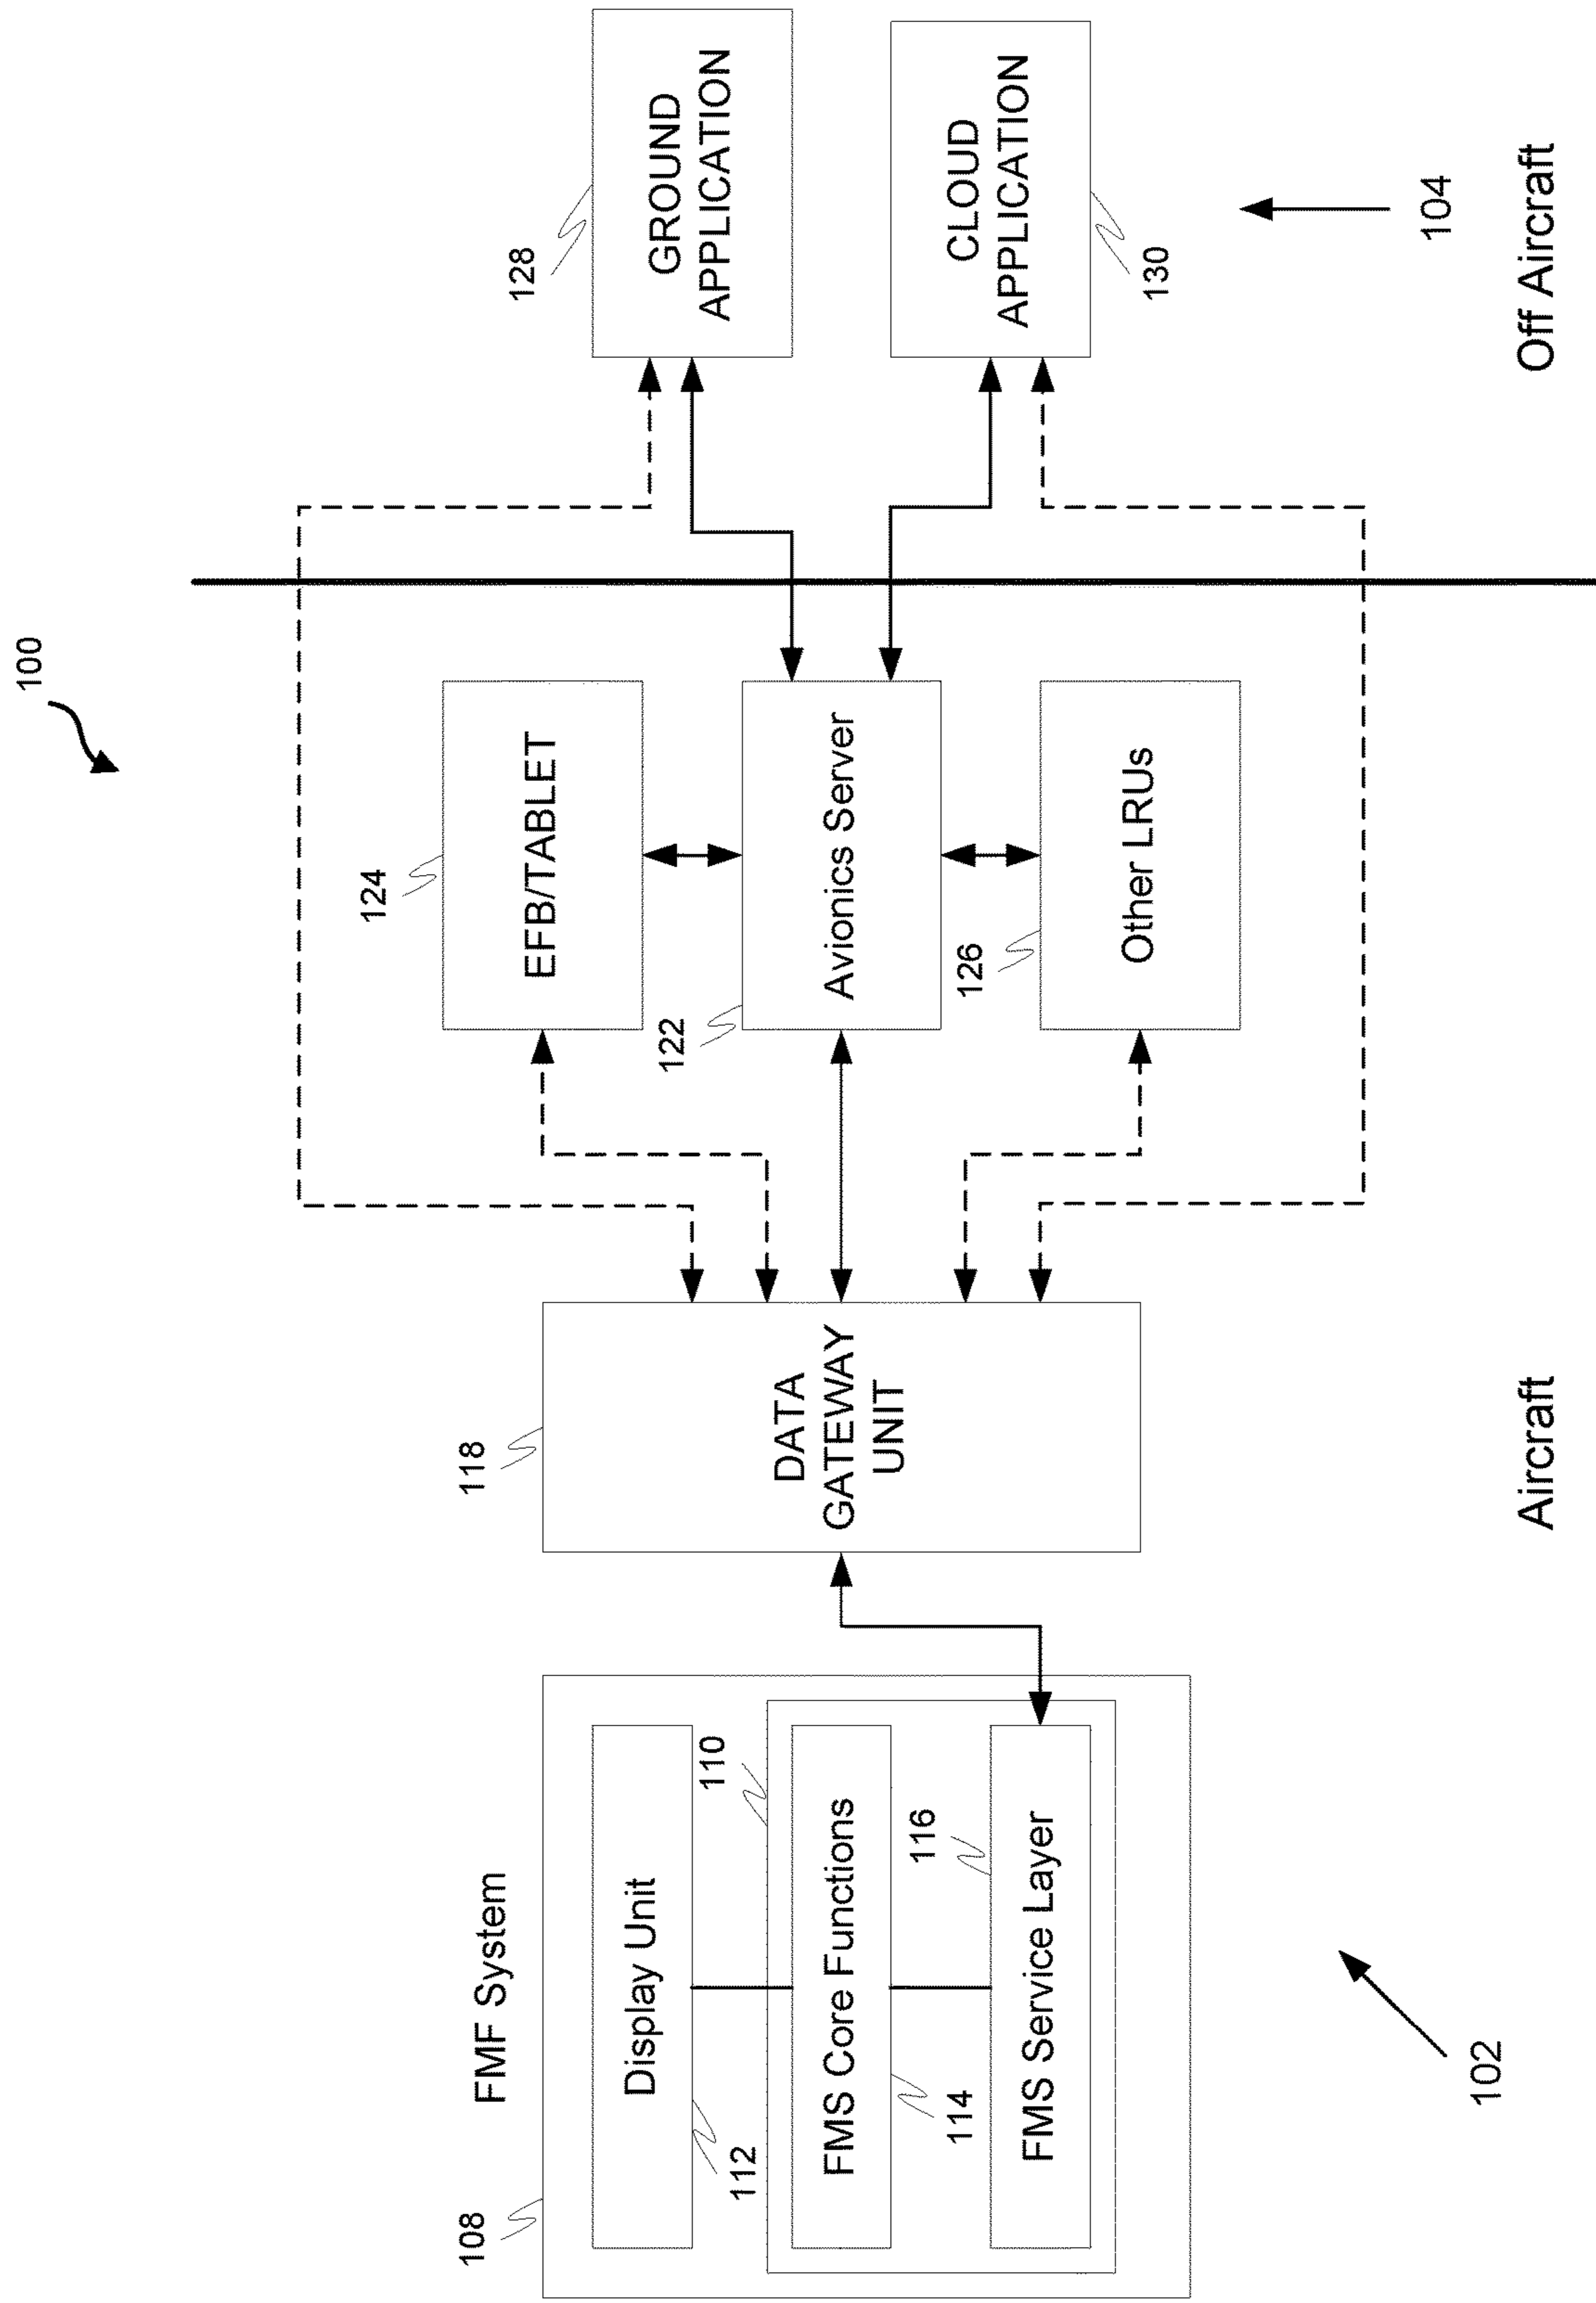 100
FMF System
108
Display Unit
112
110
FMS Core Functions
114
116
FMS Service Layer
102
118
DATA
GATEWAY
UNIT
Aircraft
124
EFB/TABLET
122
Avionics Server
126
Other LRUs
128
GROUND
APPLICATION
CLOUD
APPLICATION
130
104
Off Aircraft